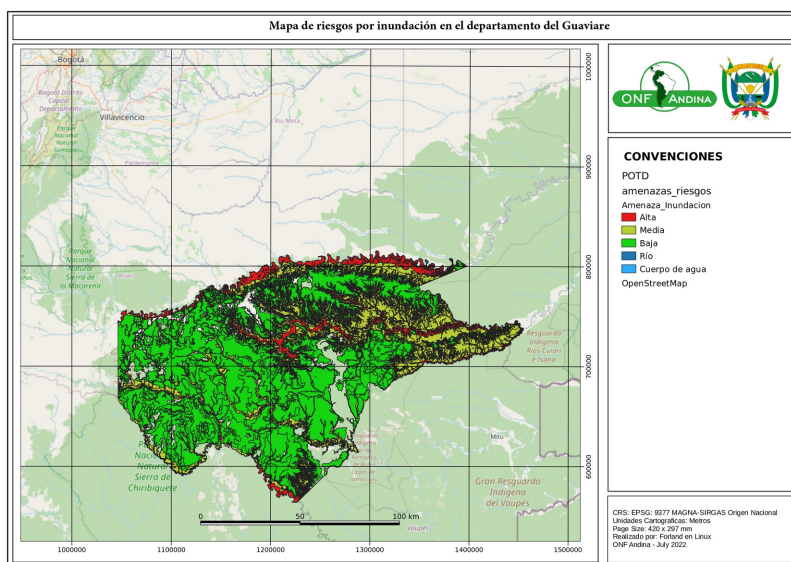 Mapa de riesgos por inundación en el departamento del Guaviare
Bogotá
Bogotá Distrito
Capital
Departamento
Villavicencio
Río Meta
Parque
Nacional
Natural
Sumapaz
Piedemonte
Parque
Nacional
Natural
Sierra de
la Macarena
Ariari
Resguardo
Indígena
Ríos Cuiari
e Isana
Mitú
Nacional
Natural
Sierra de
Chiribiquete
Gran Resguardo
Indígena
del Vaupés
Vaupés
0
50
100 km
1000000
1100000
1200000
1300000
1400000
1500000
1000000
900000
800000
700000
600000
ONF ANDINA
GUAVIARE
CONVENCIONES
POTD
amenazas_riesgos
Amenaza_Inundacion
Alta
Media
Baja
Río
Cuerpo de agua
OpenStreetMap
CRS: EPSG: 9377 MAGNA-SIRGAS Origen Nacional
Unidades Cartograficas: Metros
Page Size: 420 x 297 mm
Realizado por: Forland en Linux
ONF Andina - July 2022